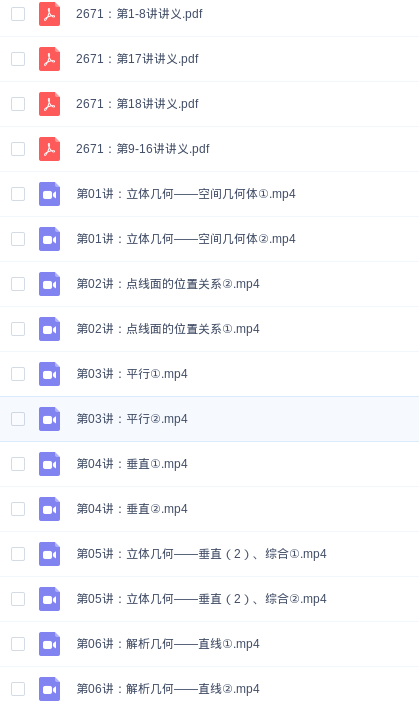 2671：第1-8讲讲义.pdf
2671：第17讲讲义.pdf
2671：第18讲讲义.pdf
2671：第9-16讲讲义.pdf
第01讲：立体几何——空间几何体①.mp4
第01讲：立体几何——空间几何体②.mp4
第02讲：点线面的位置关系②.mp4
第02讲：点线面的位置关系①.mp4
第03讲：平行①.mp4
第03讲：平行②.mp4
第04讲：垂直①.mp4
第04讲：垂直②.mp4
第05讲：立体几何——垂直（2）、综合①.mp4
第05讲：立体几何——垂直（2）、综合②.mp4
第06讲：解析几何——直线①.mp4
第06讲：解析几何——直线②.mp4